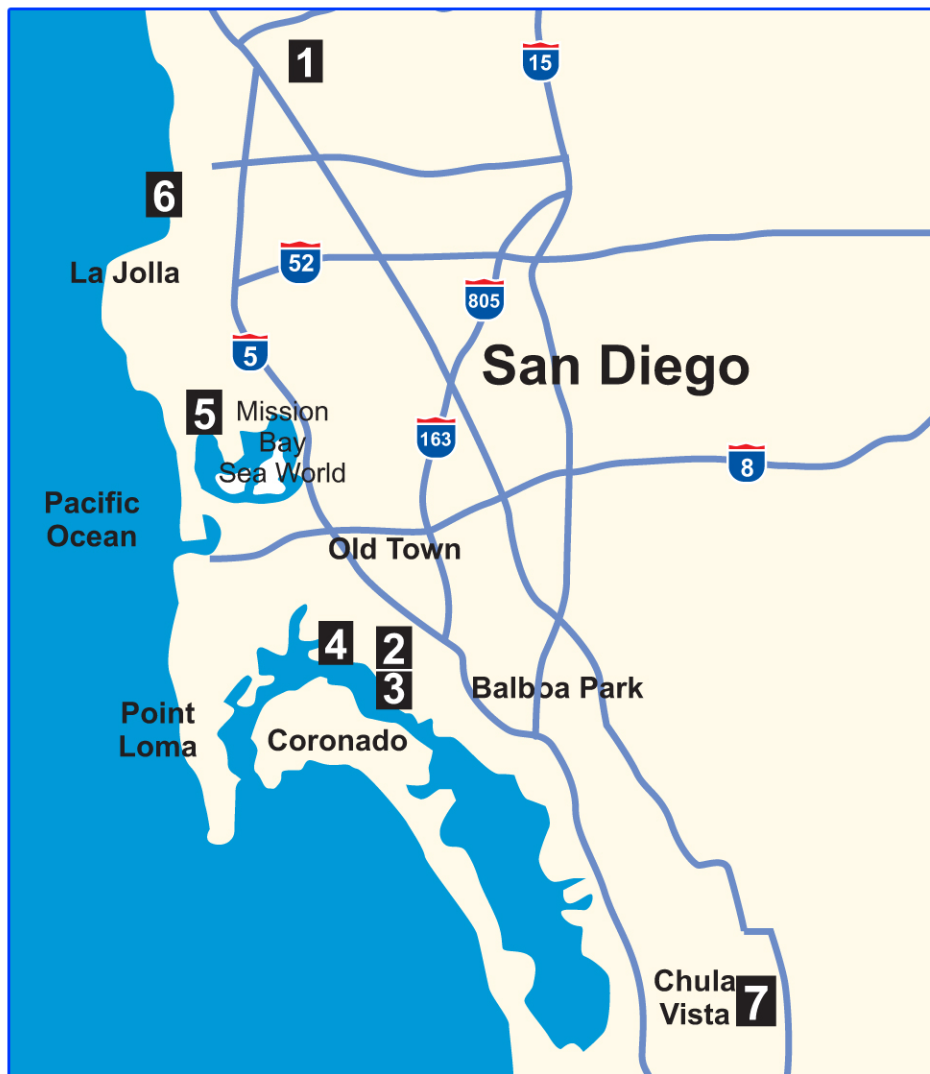 1
15
6
La Jolla
52
805
5
San Diego
5
Mission
Bay
Sea World
163
8
Pacific
Ocean
Old Town
4
2
3
Balboa Park
Point
Loma
Coronado
Chula
Vista
7